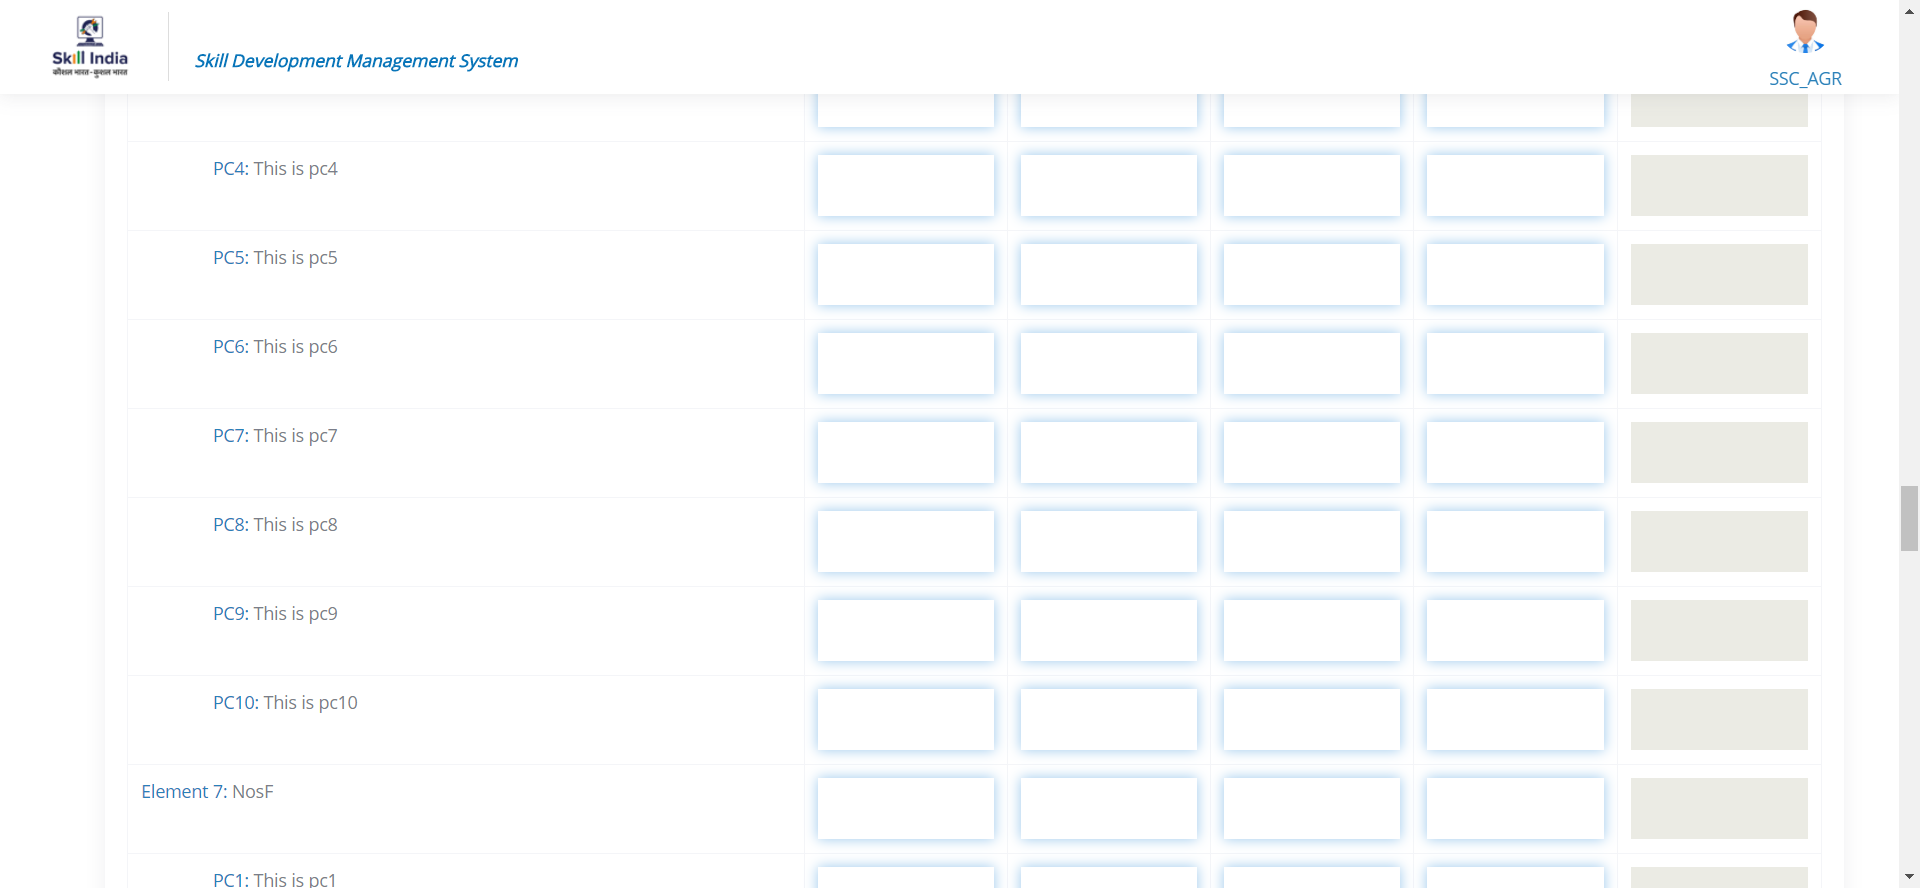 Skill India
कौशल भारत-कुशल भारत
Skill Development Management System
SSC_AGR
PC4: This is pc4
PC5: This is pc5
PC6: This is pc6
PC7: This is pc7
PC8: This is pc8
PC9: This is pc9
PC10: This is pc10
Element 7: NosF
PC1: This is pc1